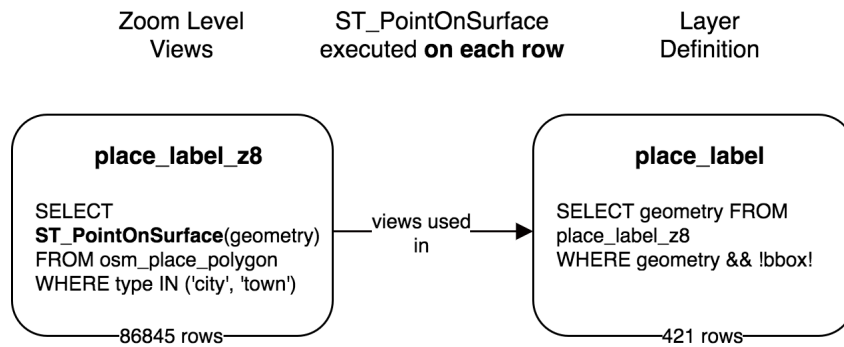 Zoom Level
Views
ST_PointOnSurface
executed on each row
Layer
Definition
place_label_z8
SELECT
ST_PointOnSurface(geometry)
FROM osm_place_polygon
WHERE type IN ('city', 'town')
86845 rows
views used
in
place_label
SELECT geometry FROM
place_label_z8
WHERE geometry && !bbox!
421 rows